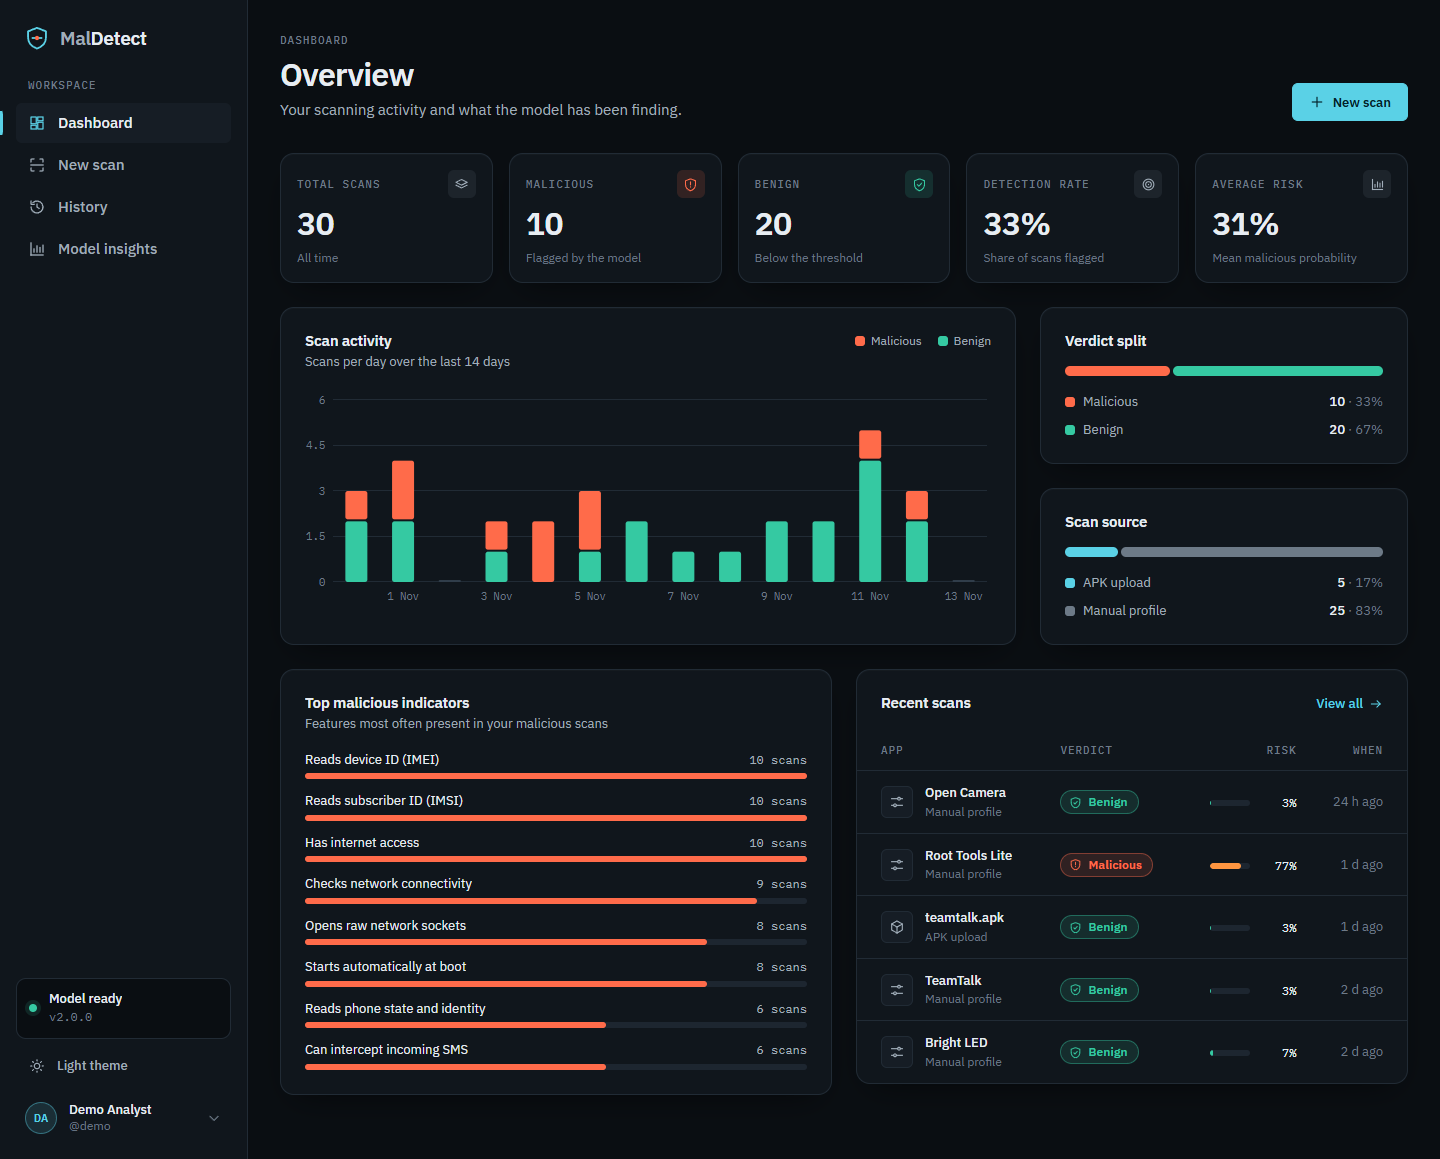 MalDetect
WORKSPACE
Dashboard
New scan
History
Model insights
Model ready
v2.0.0
Light theme
DA
Demo Analyst
@demo
DASHBOARD
Overview
Your scanning activity and what the model has been finding.
New scan
TOTAL SCANS
30
All time
MALICIOUS
10
Flagged by the model
BENIGN
20
Below the threshold
DETECTION RATE
33%
Share of scans flagged
AVERAGE RISK
31%
Mean malicious probability
Scan activity
Scans per day over the last 14 days
Malicious Benign
6
4.5
3
1.5
0
1 Nov 3 Nov 5 Nov 7 Nov 9 Nov 11 Nov 13 Nov
Verdict split
Malicious 10 · 33%
Benign 20 · 67%
Scan source
APK upload 5 · 17%
Manual profile 25 · 83%
Top malicious indicators
Features most often present in your malicious scans
Reads device ID (IMEI) 10 scans
Reads subscriber ID (IMSI) 10 scans
Has internet access 10 scans
Checks network connectivity 9 scans
Opens raw network sockets 8 scans
Starts automatically at boot 8 scans
Reads phone state and identity 6 scans
Can intercept incoming SMS 6 scans
Recent scans
View all →
APP VERDICT RISK WHEN
Open Camera
Manual profile
Benign 3% 24 h ago
Root Tools Lite
Manual profile
Malicious 77% 1 d ago
teamtalk.apk
APK upload
Benign 3% 1 d ago
TeamTalk
Manual profile
Benign 3% 2 d ago
Bright LED
Manual profile
Benign 7% 2 d ago